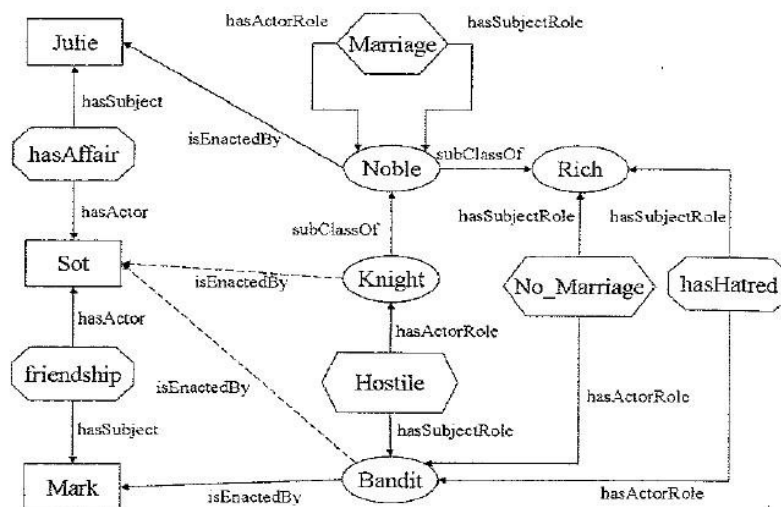 hasActorRole
hasSubjectRole
Marriage
Julie
hasSubject
isEnactedBy
hasAffair
Noble
subClassOf
Rich
hasActor
hasSubjectRole
hasSubjectRole
subClassOf
Sot
isEnactedBy
Knight
No_Marriage
hasHatred
hasActor
hasActorRole
friendship
isEnactedBy
Hostile
hasActorRole
hasSubject
hasSubjectRole
Mark
isEnactedBy
Bandit
hasActorRole